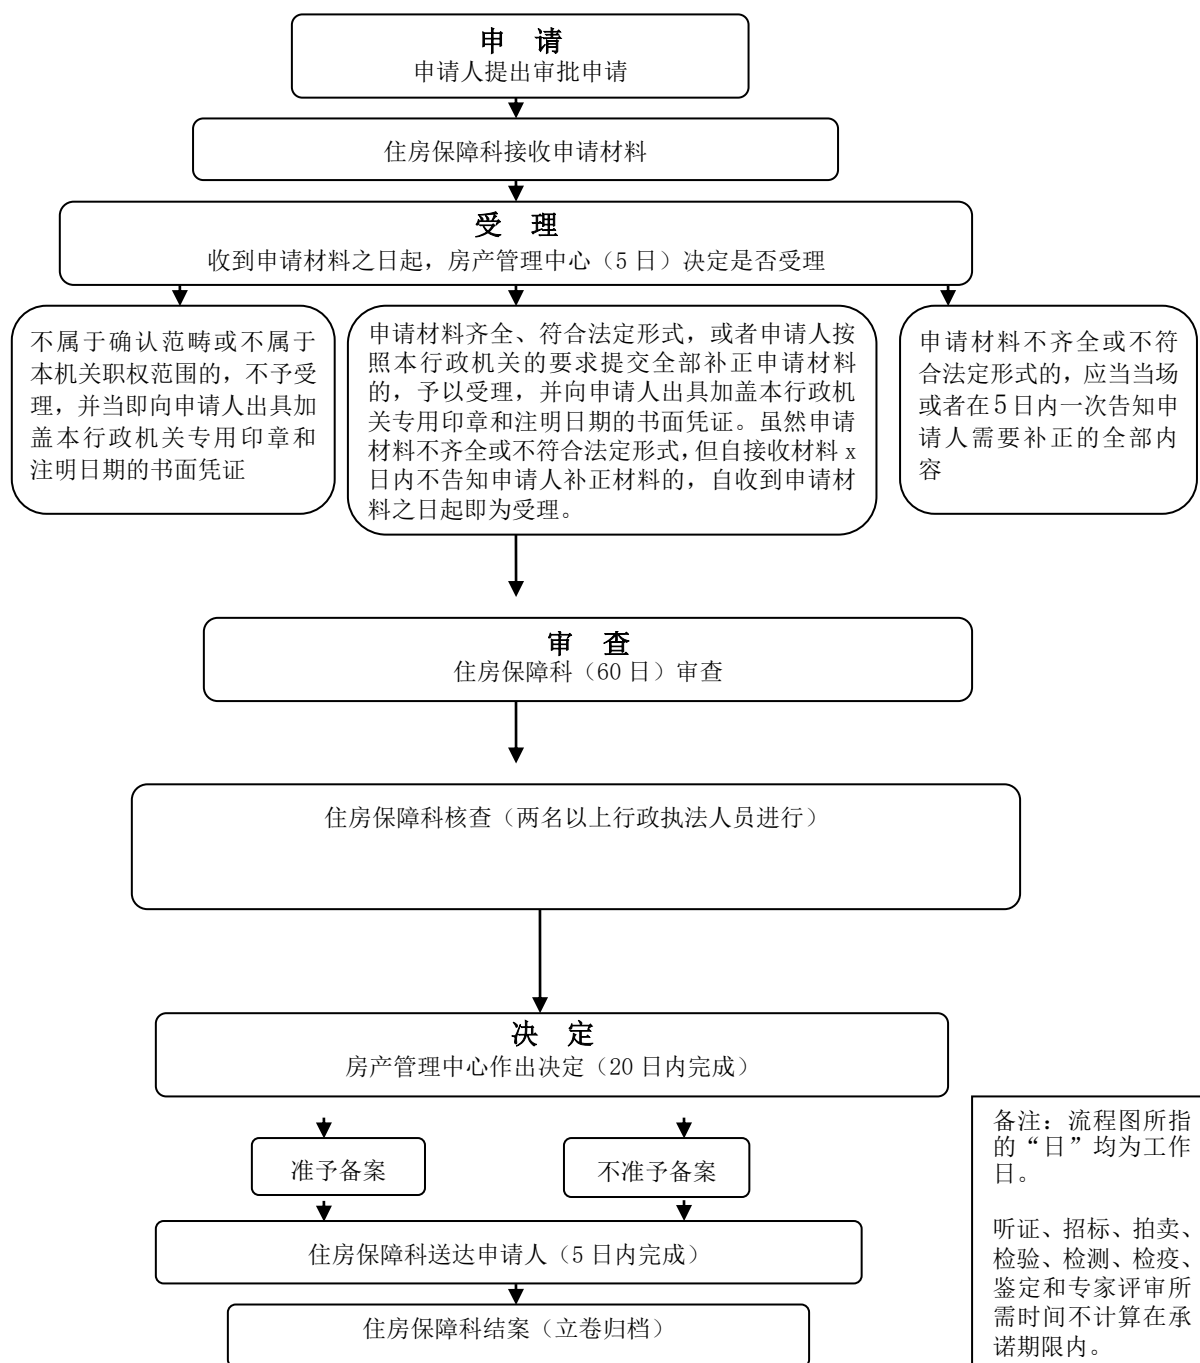 申 请
申请人提出审批申请
住房保障科接收申请材料
受 理
收到申请材料之日起，房产管理中心（5 日）决定是否受理
不属于确认范畴或不属于
本机关职权范围的，不予受
理，并当即向申请人出具加
盖本行政机关专用印章和
注明日期的书面凭证
申请材料齐全、符合法定形式，或者申请人按
照本行政机关的要求提交全部补正申请材料
的，予以受理，并向申请人出具加盖本行政机
关专用印章和注明日期的书面凭证。虽然申请
材料不齐全或不符合法定形式，但自接收材料 x
日内不告知申请人补正材料的，自收到申请材
料之日起即为受理。
申请材料不齐全或不符
合法定形式的，应当当场
或者在 5 日内一次告知申
请人需要补正的全部内
容
审 查
住房保障科（60 日）审查
住房保障科核查（两名以上行政执法人员进行）
决 定
房产管理中心作出决定（20 日内完成）
准予备案
不准予备案
住房保障科送达申请人（5 日内完成）
住房保障科结案（立卷归档）
备注：流程图所指
的“日”均为工作
日。
听证、招标、拍卖、
检验、检测、检疫、
鉴定和专家评审所
需时间不计算在承
诺期限内。